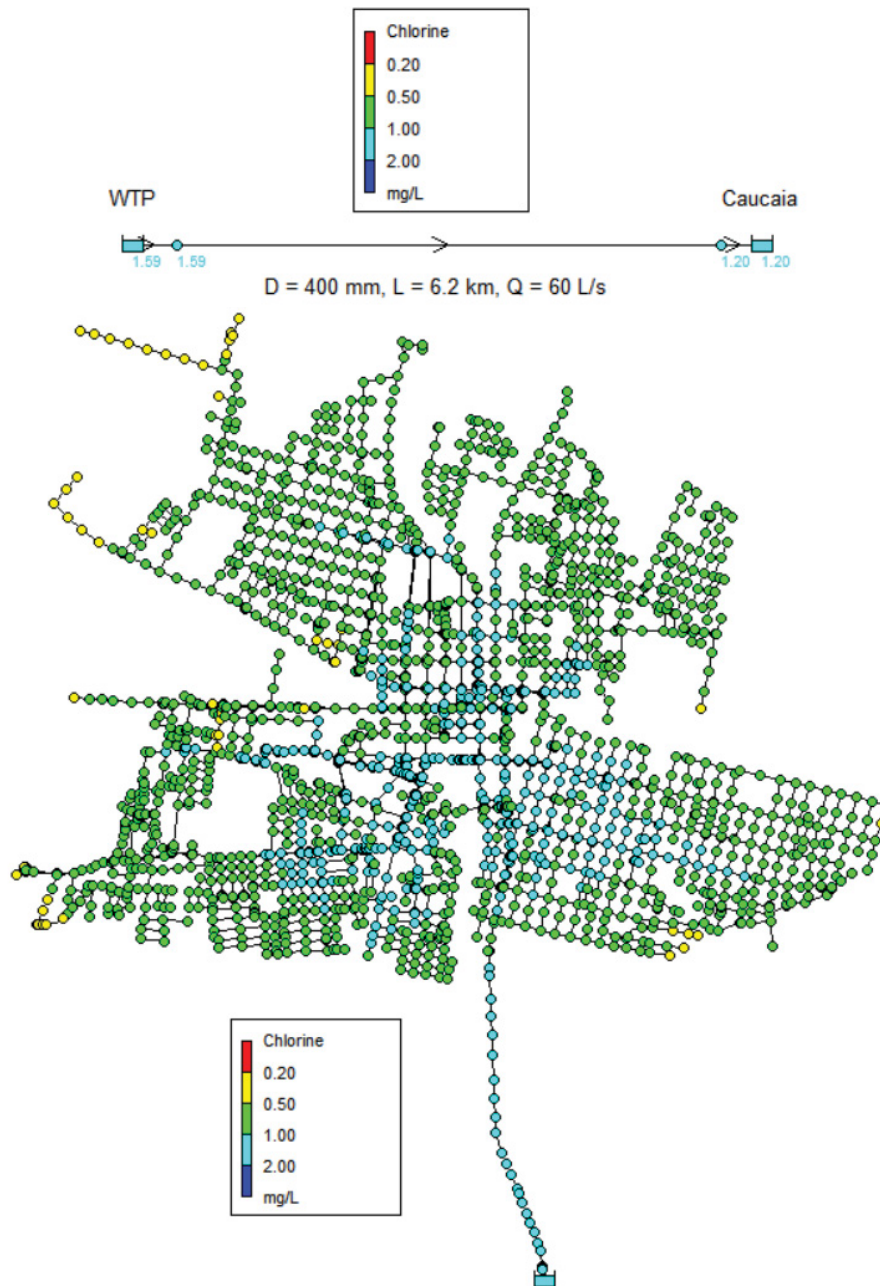 Chlorine
0.20
0.50
1.00
2.00
mg/L
WTP
Caucaia
1.59 1.59 1.20 1.20
D = 400 mm, L = 6.2 km, Q = 60 L/s
Chlorine
0.20
0.50
1.00
2.00
mg/L